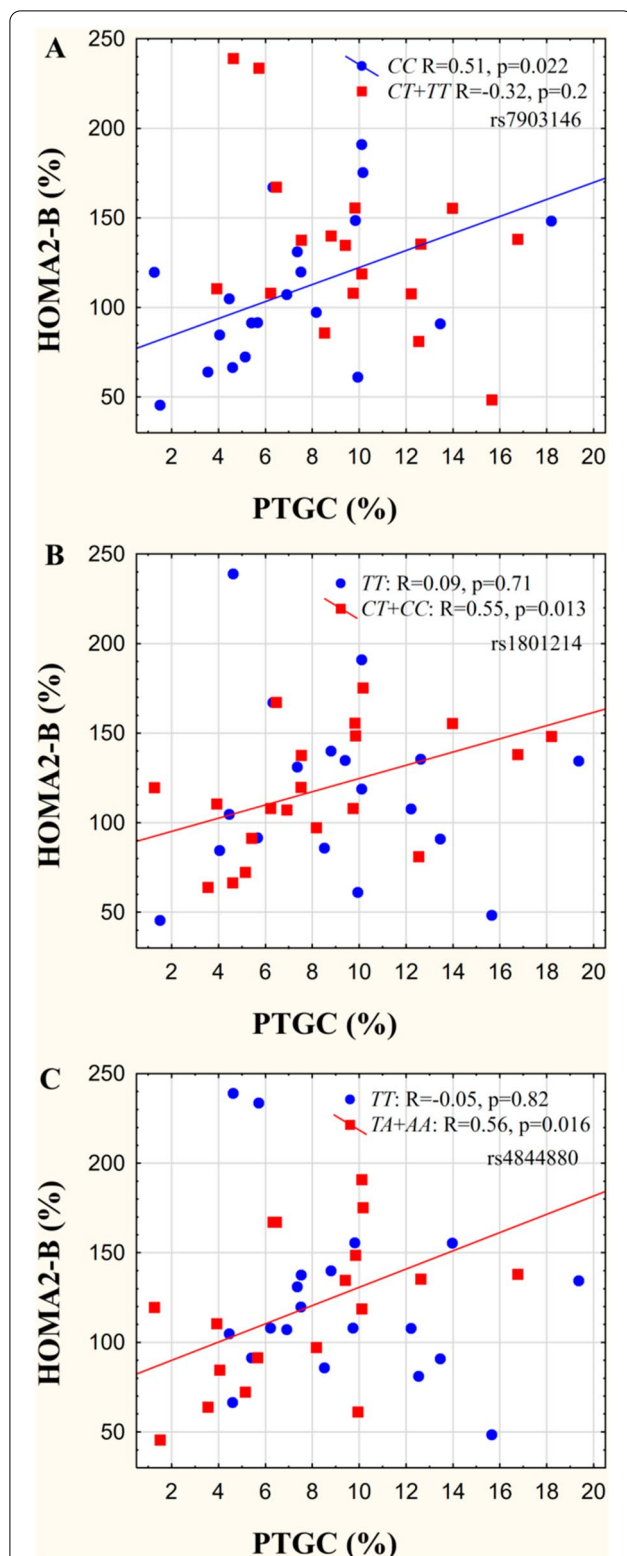 A
250
200
150
100
50
HOMA2-B (%)
CC R=0.51, p=0.022
CT+TT R=-0.32, p=0.2
rs7903146
2 4 6 8 10 12 14 16 18 20
PTGC (%)
B
250
200
150
100
50
HOMA2-B (%)
TT: R=0.09, p=0.71
CT+CC: R=0.55, p=0.013
rs1801214
2 4 6 8 10 12 14 16 18 20
PTGC (%)
C
250
200
150
100
50
HOMA2-B (%)
TT: R=-0.05, p=0.82
TA+AA: R=0.56, p=0.016
rs4844880
2 4 6 8 10 12 14 16 18 20
PTGC (%)